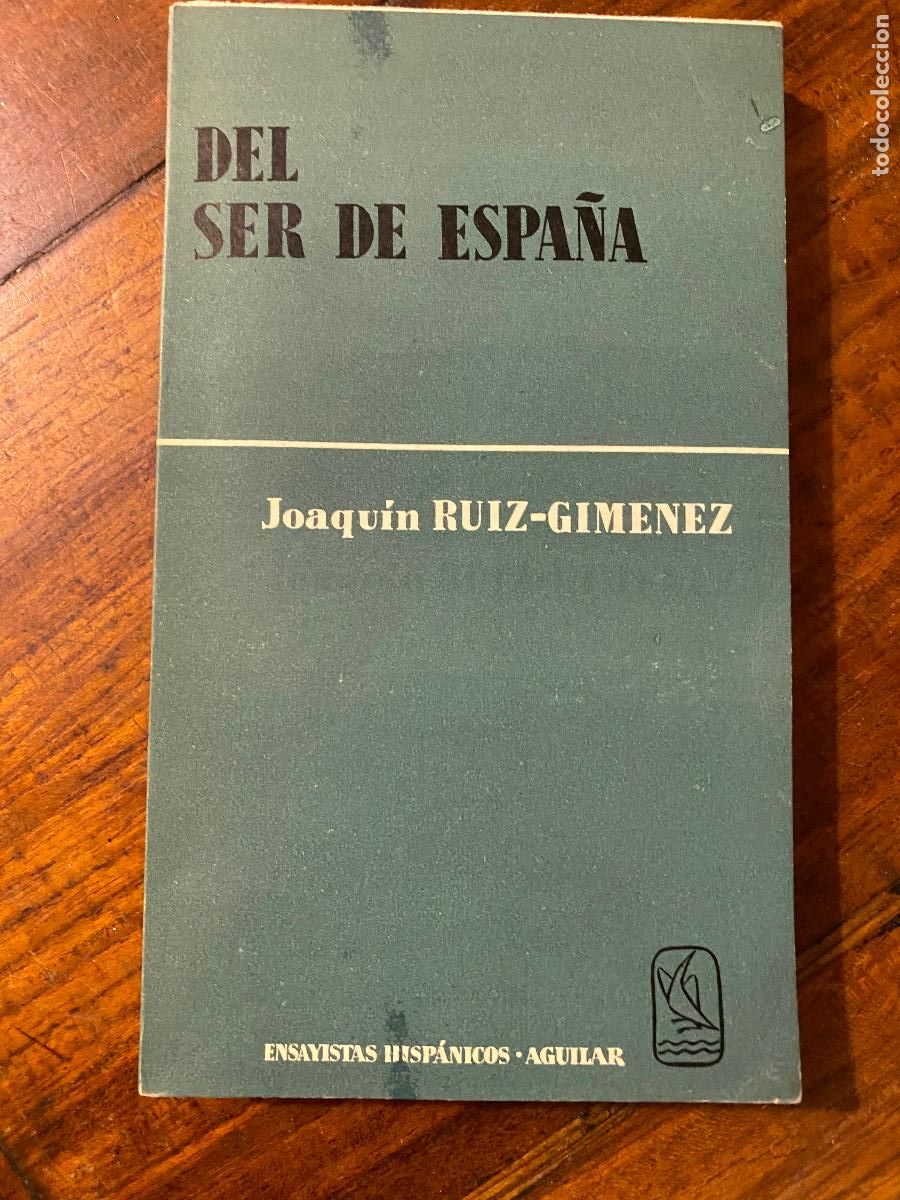 DEL
SER DE ESPAÑA
Joaquín RUIZ-GIMENEZ
ENSAYISTAS HISPÁNICOS · AGUILAR
todocoleccion